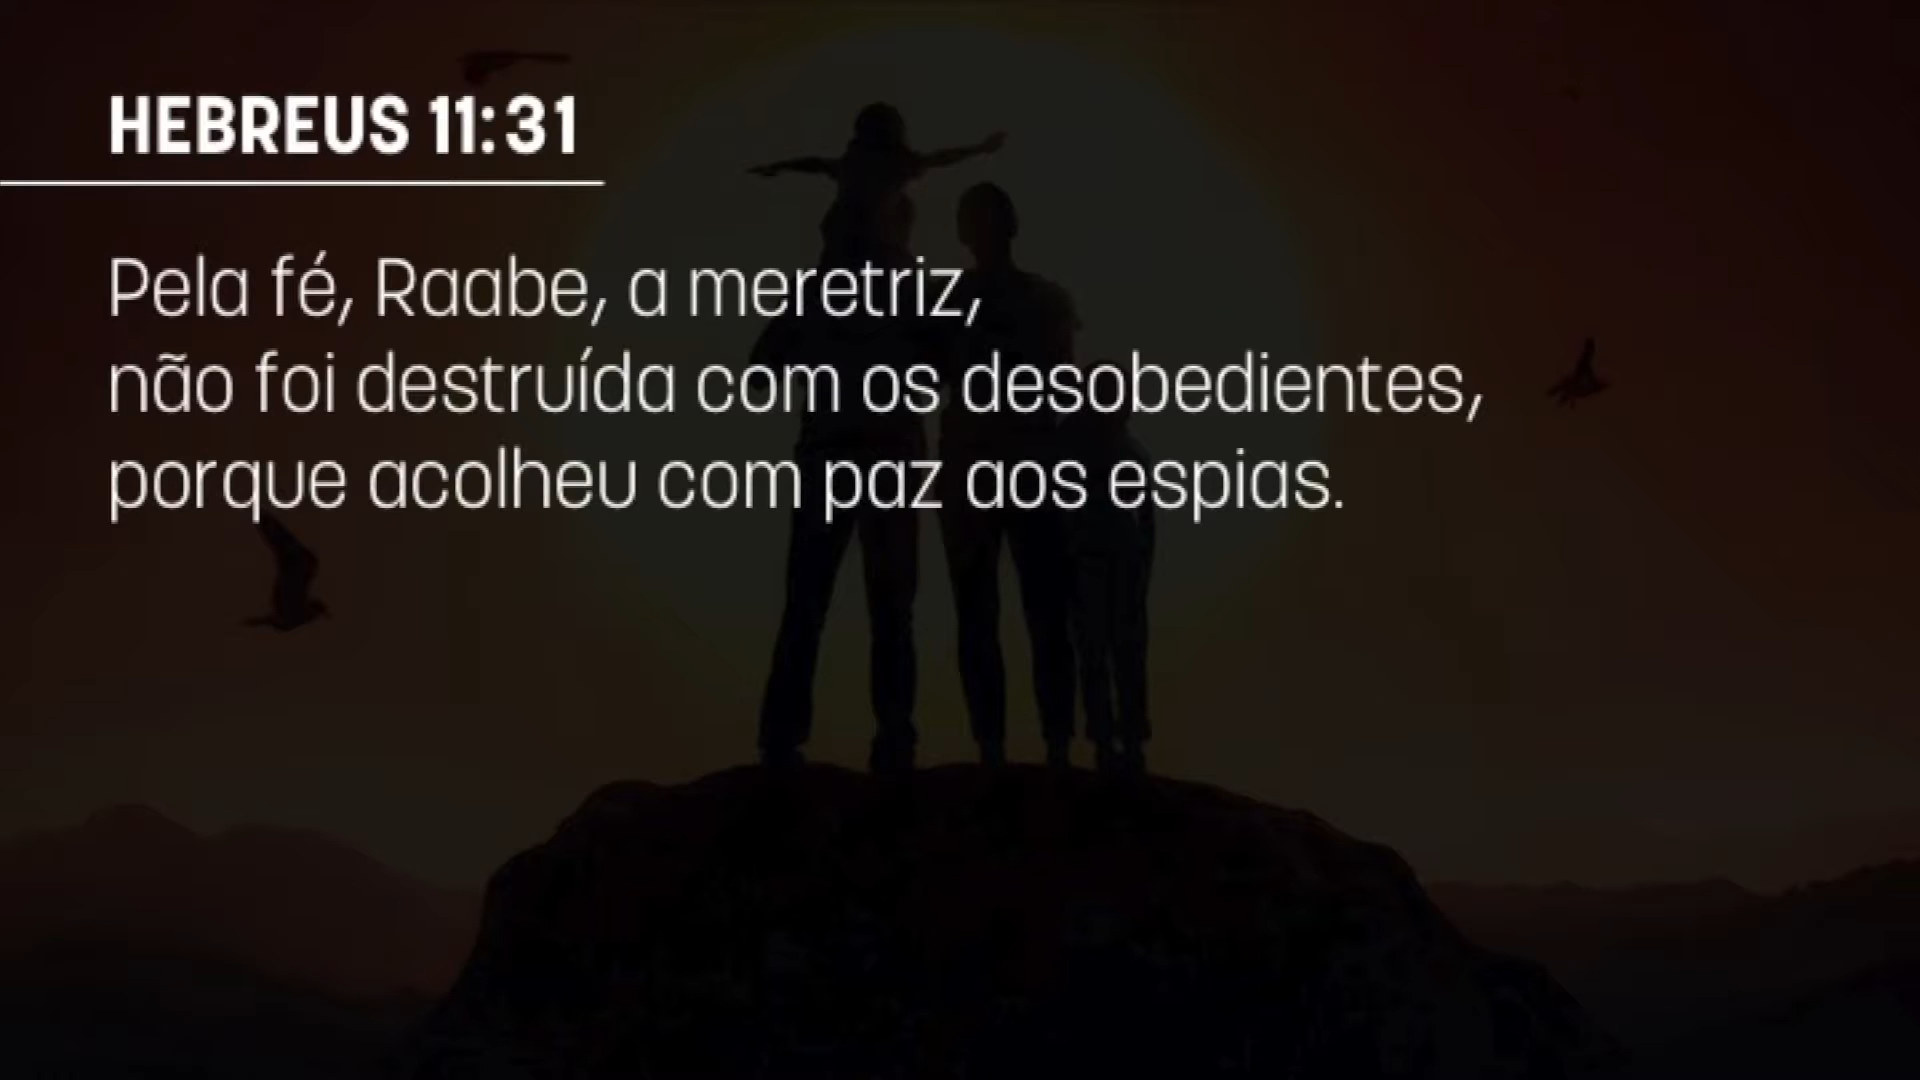 HEBREUS 11:31
Pela fé, Raabe, a meretriz,
não foi destruída com os desobedientes,
porque acolheu com paz aos espias.